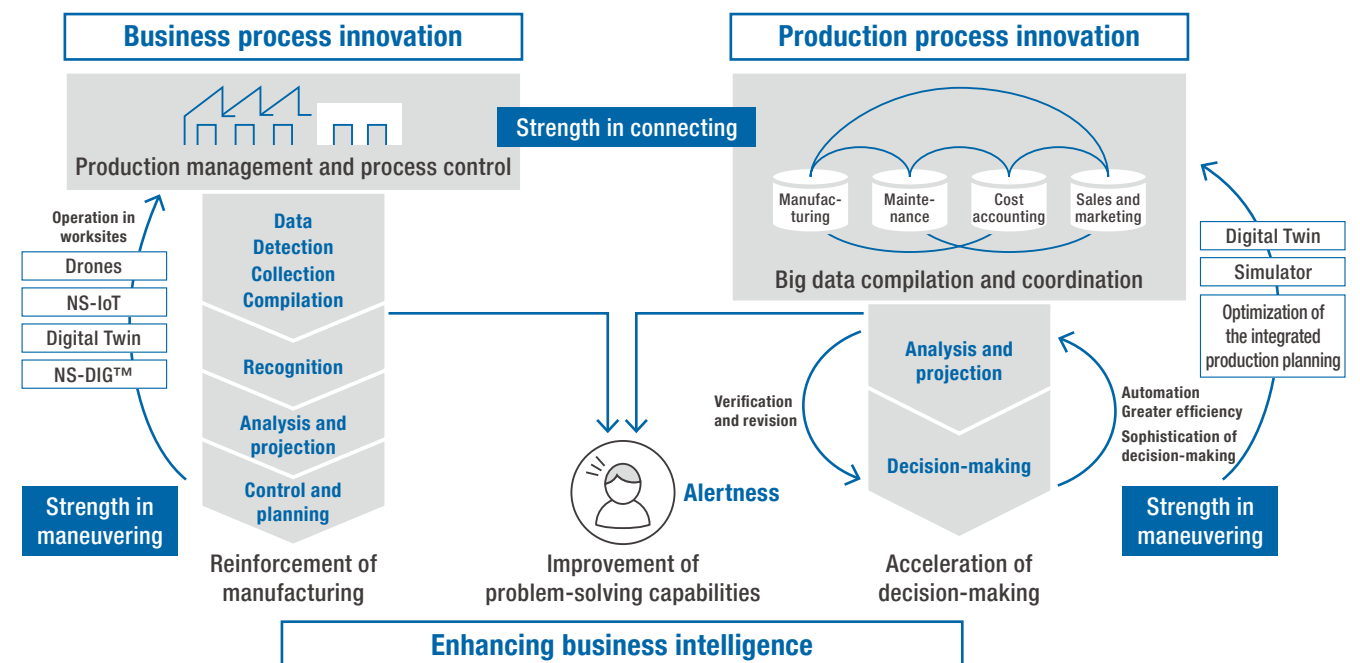 Business process innovation
Production process innovation
Strength in connecting
Production management and process control
Manufac-
turing
Mainte-
nance
Cost
accounting
Sales and
marketing
Big data compilation and coordination
Operation in
worksites
Drones
NS-IoT
Digital Twin
NS-DIG™
Strength in
maneuvering
Data
Detection
Collection
Compilation
Recognition
Analysis and
projection
Control and
planning
Reinforcement of
manufacturing
Alertness
Improvement of
problem-solving capabilities
Verification
and revision
Analysis and
projection
Decision-making
Automation
Greater efficiency
Sophistication of
decision-making
Acceleration of
decision-making
Digital Twin
Simulator
Optimization of
the integrated
production planning
Strength in
maneuvering
Enhancing business intelligence